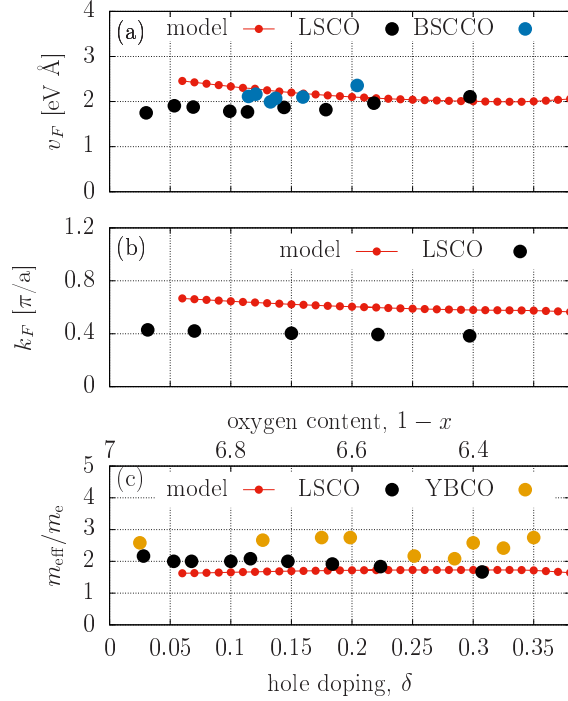 (a) model LSCO BSCCO
4
3
2
1
0
v_F [eV Å]
(b) model LSCO
1.2
0.8
0.4
0
k_F [π/a]
oxygen content, 1 − x
7 6.8 6.6 6.4
(c) model LSCO YBCO
5
4
3
2
1
0
m_eff/m_e
0 0.05 0.1 0.15 0.2 0.25 0.3 0.35
hole doping, δ